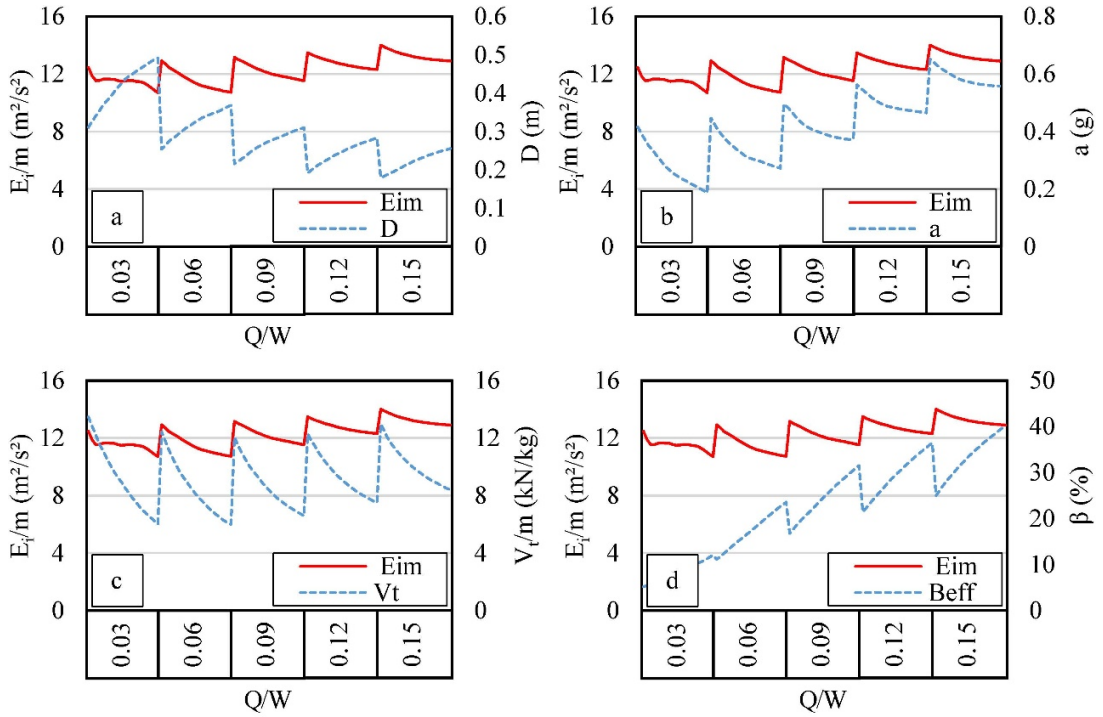 16
12
8
4
0
Eᵢ/m (m²/s²)
0.6
0.5
0.4
0.3
0.2
0.1
0
D (m)
a
Eim
D
0.03
0.06
0.09
0.12
0.15
Q/W
16
12
8
4
0
Eᵢ/m (m²/s²)
0.8
0.6
0.4
0.2
0
a (g)
b
Eim
a
0.03
0.06
0.09
0.12
0.15
Q/W
16
12
8
4
0
Eᵢ/m (m²/s²)
16
12
8
4
0
Vₜ/m (kN/kg)
c
Eim
Vt
0.03
0.06
0.09
0.12
0.15
Q/W
16
12
8
4
0
Eᵢ/m (m²/s²)
50
40
30
20
10
0
β (%)
d
Eim
Beff
0.03
0.06
0.09
0.12
0.15
Q/W